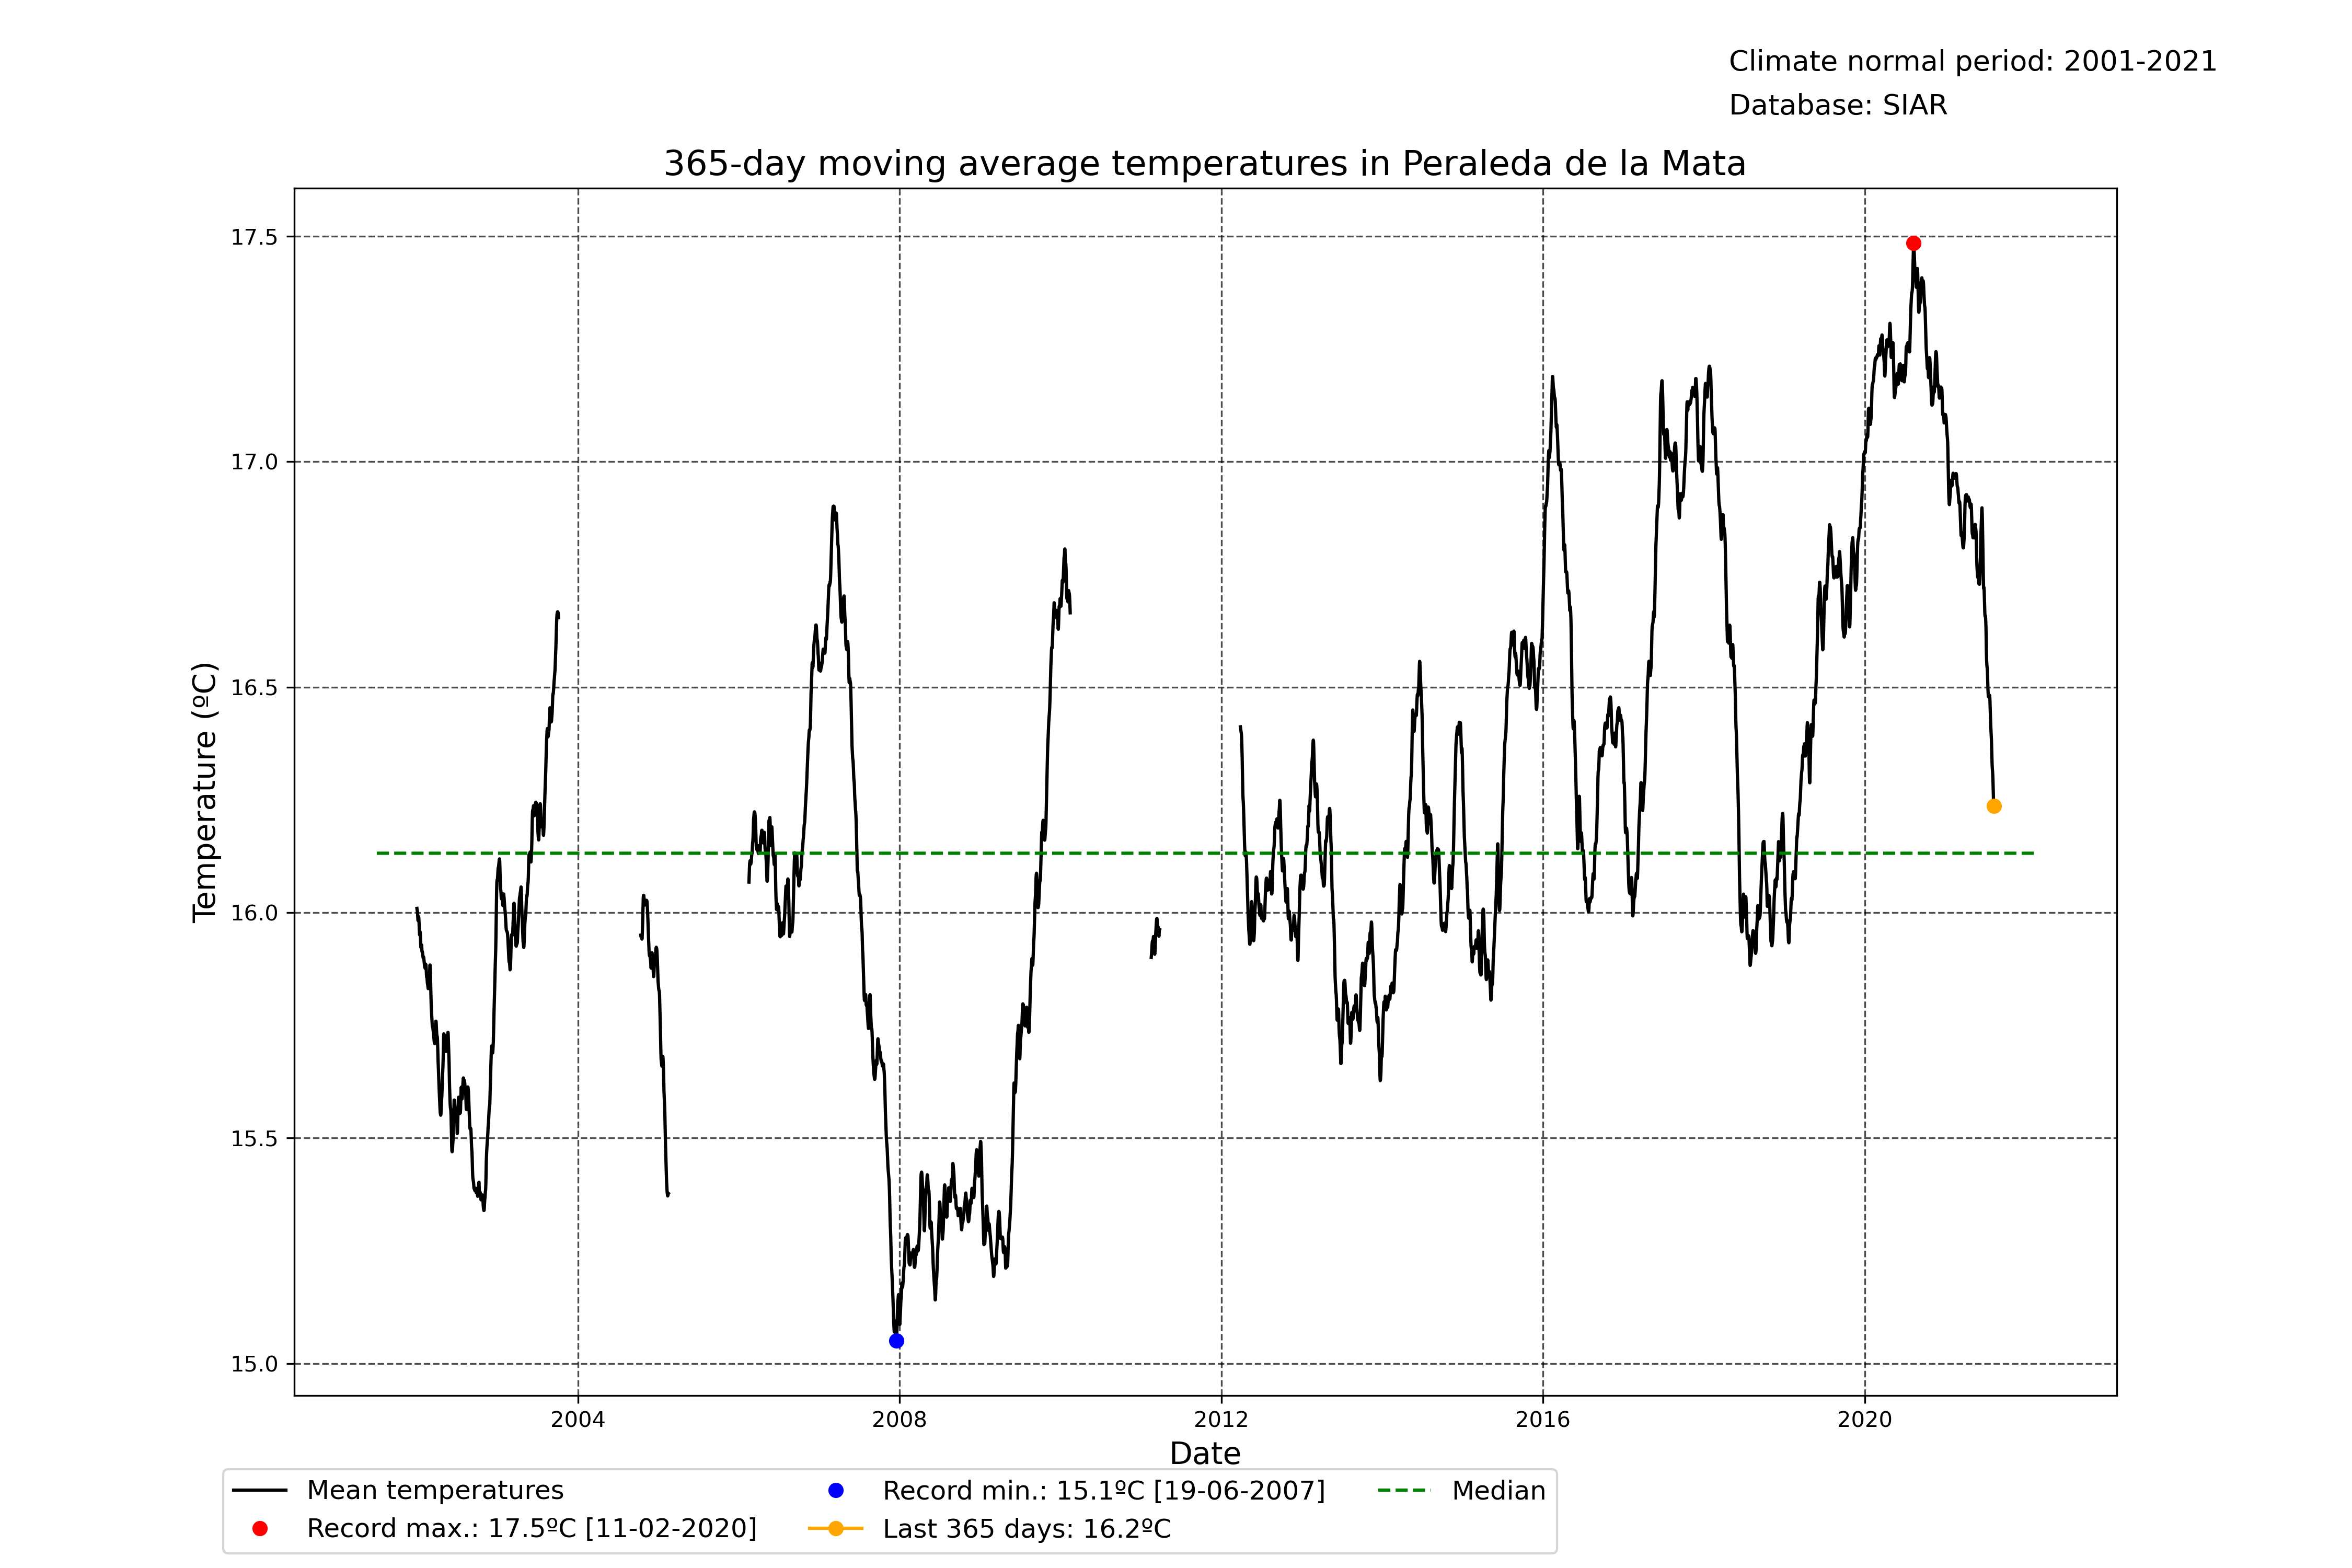 Climate normal period: 2001-2021
Database: SIAR
365-day moving average temperatures in Peraleda de la Mata
17.5
17.0
16.5
16.0
15.5
15.0
Temperature (ºC)
2004 2008 2012 2016 2020
Date
Mean temperatures
Record max.: 17.5ºC [11-02-2020]
Record min.: 15.1ºC [19-06-2007]
Last 365 days: 16.2ºC
Median